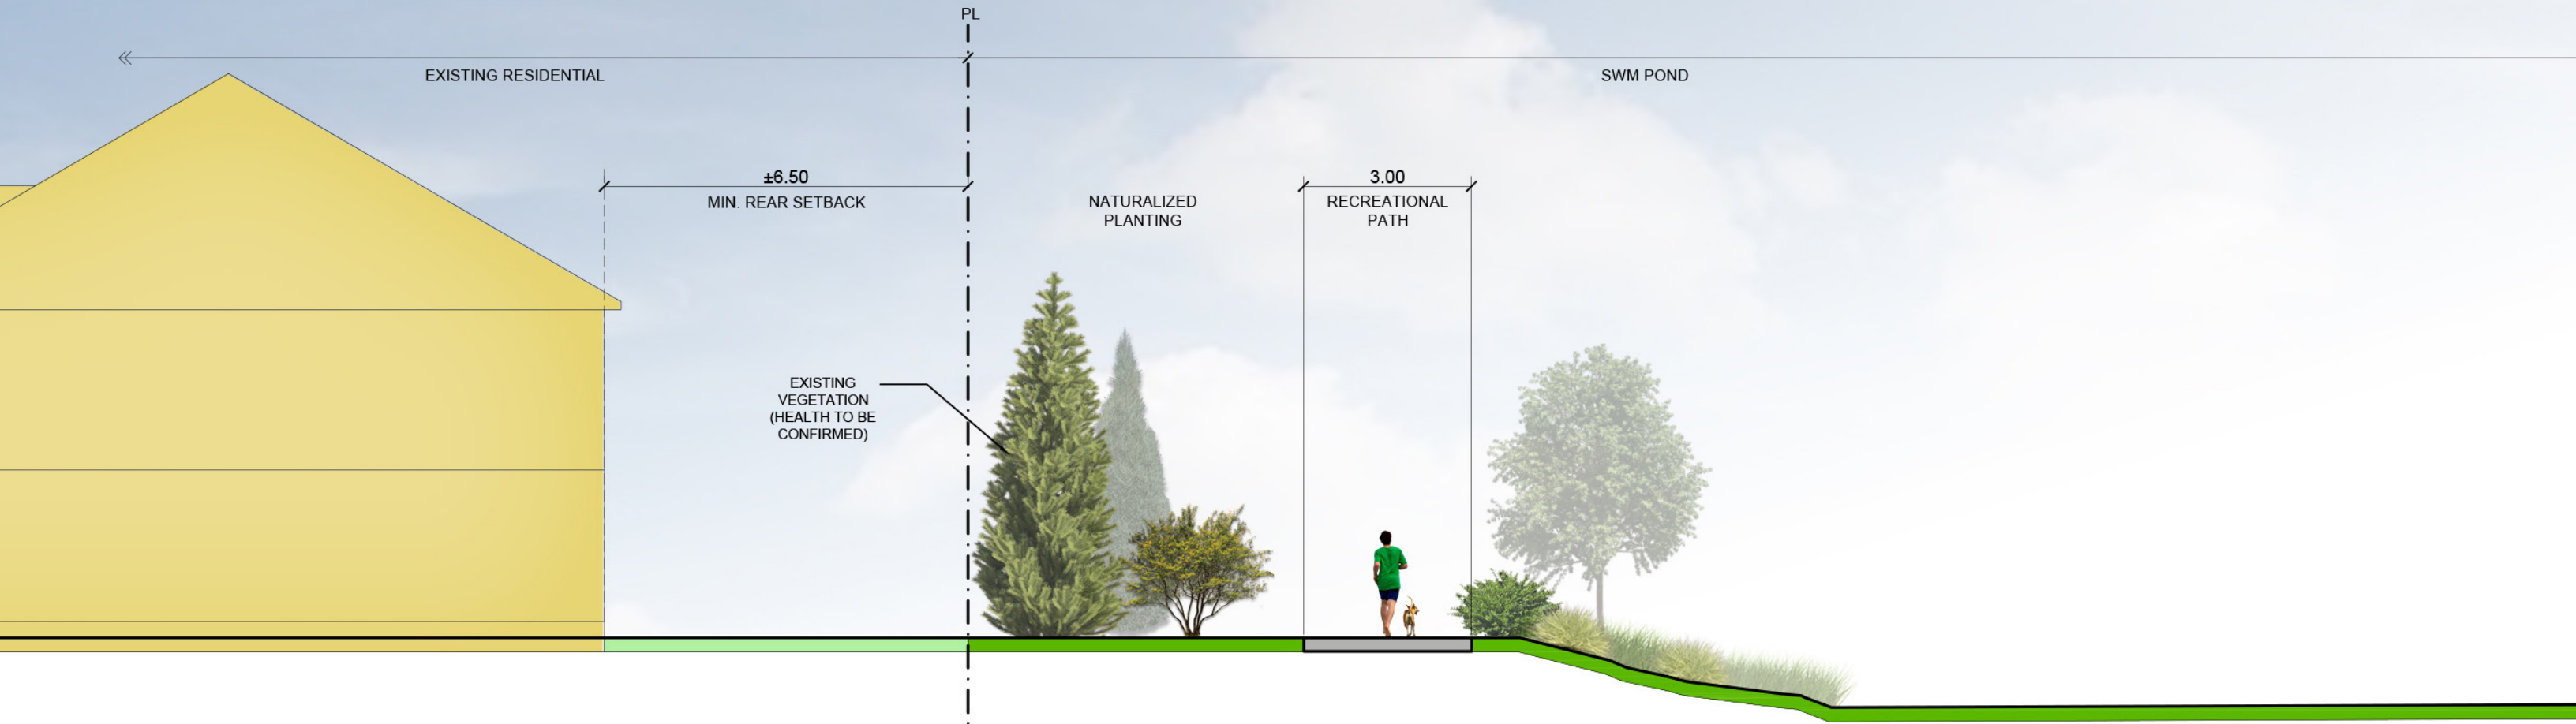 PL
EXISTING RESIDENTIAL
SWM POND
±6.50
MIN. REAR SETBACK
NATURALIZED
PLANTING
3.00
RECREATIONAL
PATH
EXISTING
VEGETATION
(HEALTH TO BE
CONFIRMED)